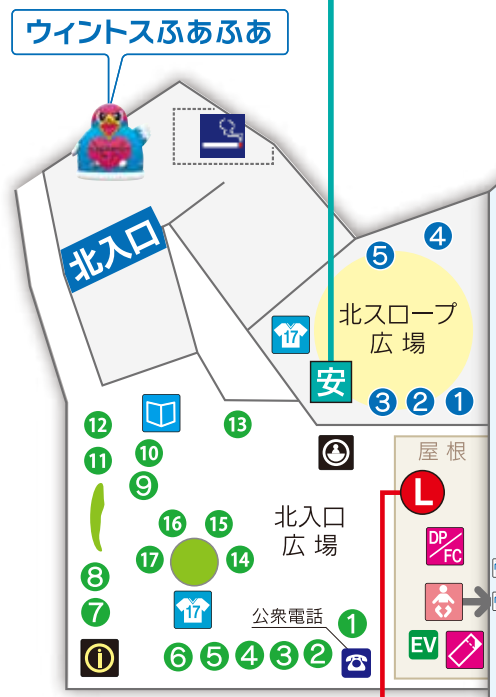 ウィントスふあふあ
北入口
④
⑤
北スロープ
広場
17
安
③
②
①
⑫
⑬
⑪
⑩
⑨
屋根
L
⑯
⑮
北入口
広場
⑰
⑭
DP/FC
⑧
⑦
17
公衆電話
①
⑥
⑤
④
③
②
EV